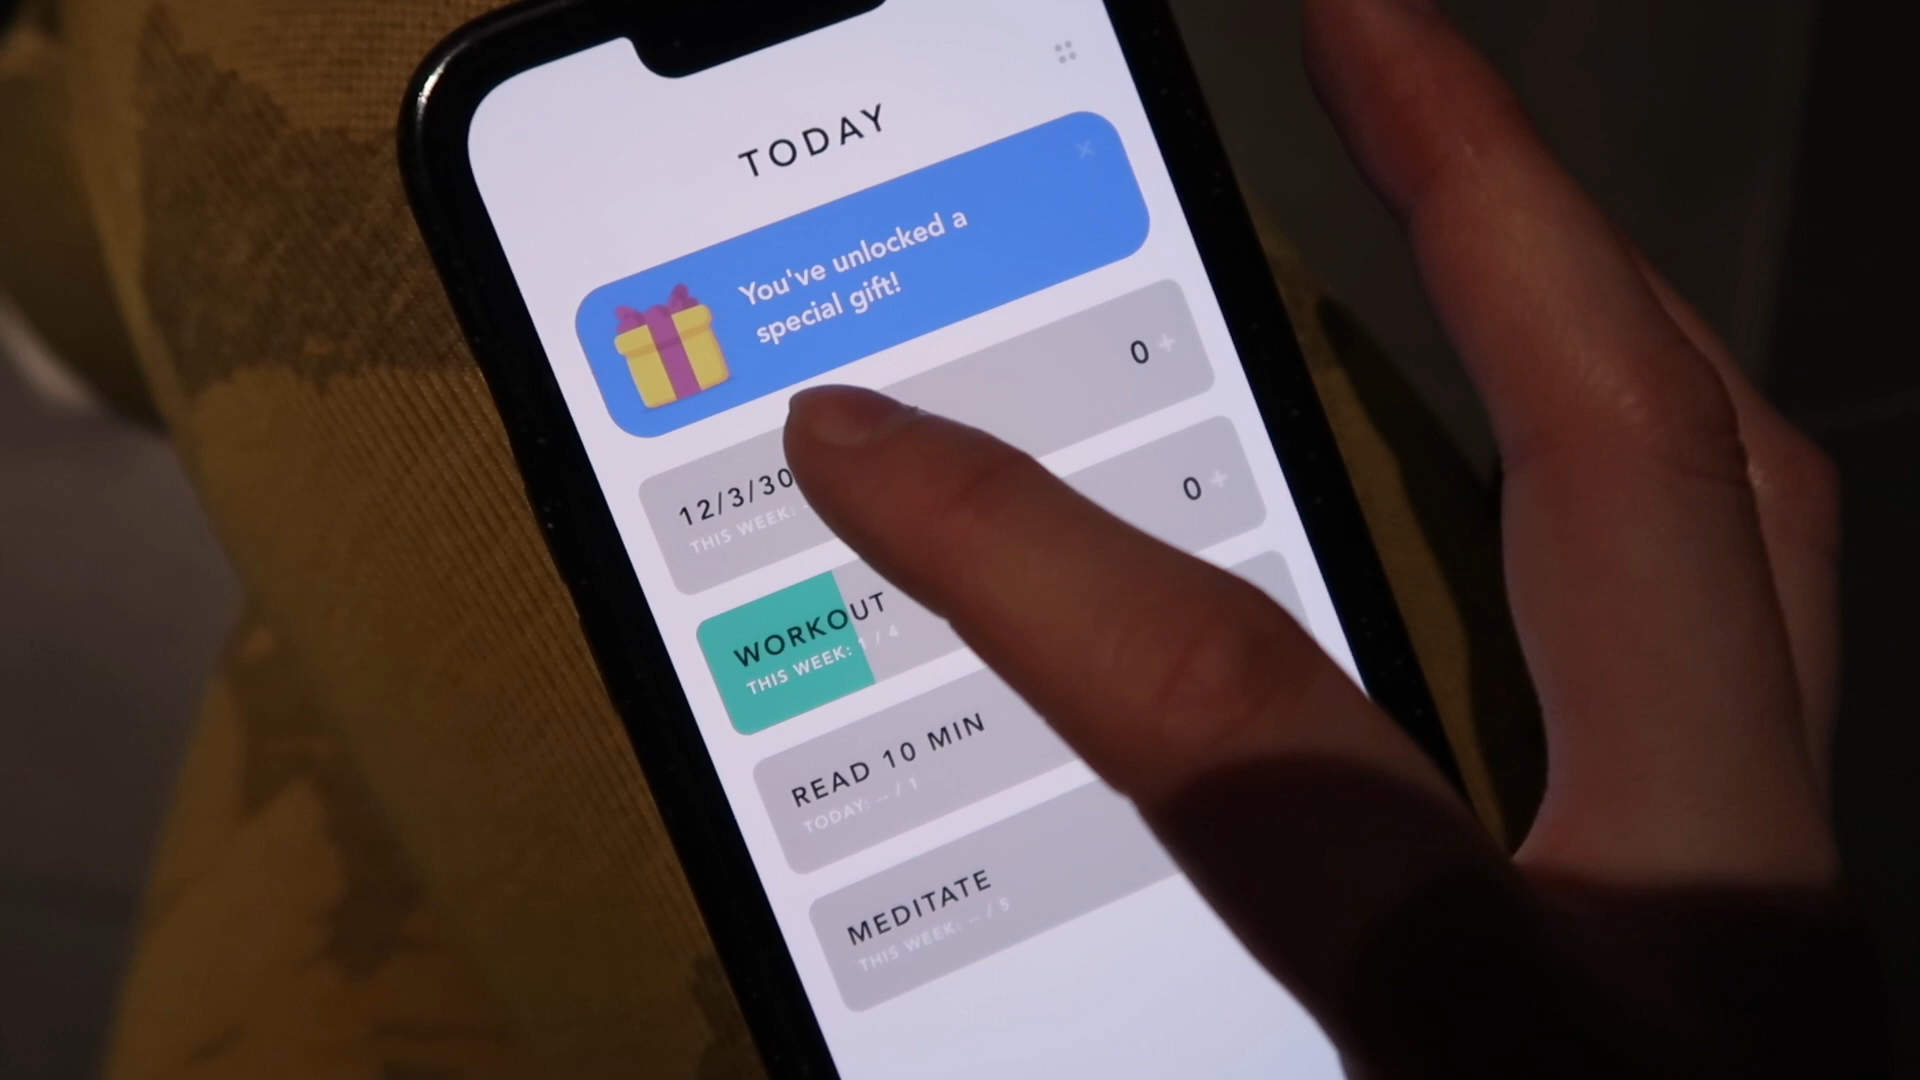 TODAY
You've unlocked a
special gift!
12/3/30
THIS WEEK:
0 +
WORKOUT
THIS WEEK: 1 / 4
0 +
READ 10 MIN
TODAY: -- / 1
MEDITATE
THIS WEEK: -- / 5